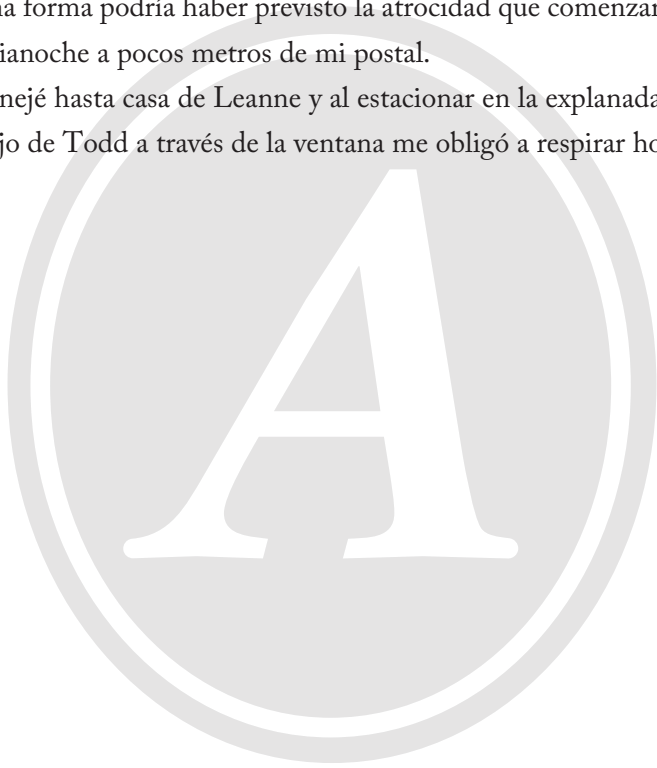 na forma podría haber previsto la atrocidad que comenzar
ianoche a pocos metros de mi postal.
nejé hasta casa de Leanne y al estacionar en la explanada
jo de Todd a través de la ventana me obligó a respirar ho
A